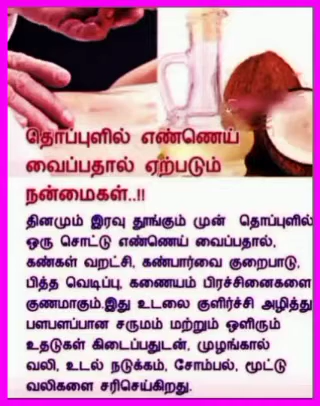 தொப்புளில் எண்ணெய்
வைப்பதால் ஏற்படும்
நன்மைகள்..!!
தினமும் இரவு தூங்கும் முன் தொப்புளில்
ஒரு சொட்டு எண்ணெய் வைப்பதால்,
கண்கள் வறட்சி, கண்பார்வை குறைபாடு,
பித்த வெடிப்பு, கணையம் பிரச்சினைகளை
குணமாகும்.இது உடலை குளிர்ச்சி அழித்து
பளபளப்பான சருமம் மற்றும் ஒளிரும்
உதடுகள் கிடைப்பதுடன், முழங்கால்
வலி, உடல் நடுக்கம், சோம்பல், மூட்டு
வலிகளை சரிசெய்கிறது.